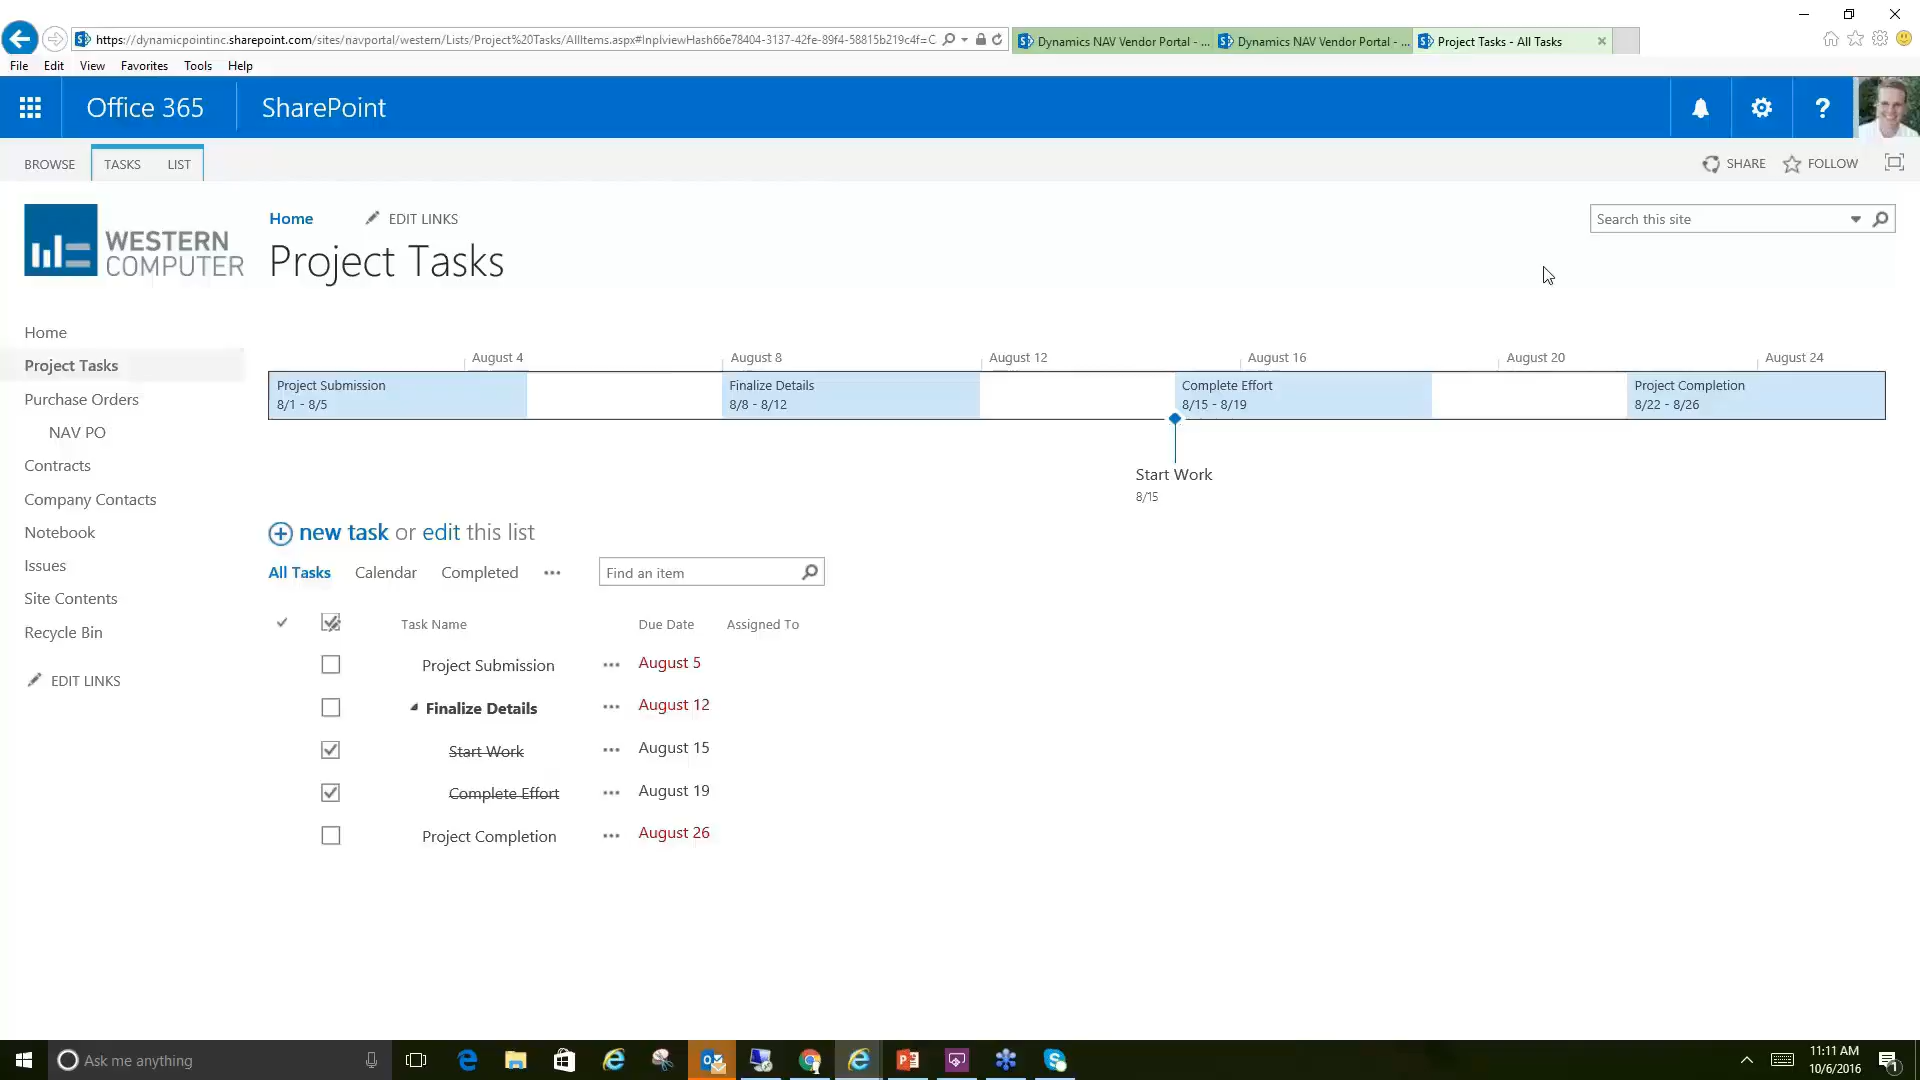 https://dynamicpointinc.sharepoint.com/sites/navportal/western/Lists/Project%20Tasks/AllItems.aspx#InplviewHash66e78404-3137-42fe-89f4-58815b219c4f=C
Dynamics NAV Vendor Portal - ...
Dynamics NAV Vendor Portal - ...
Project Tasks - All Tasks
File Edit View Favorites Tools Help
Office 365 SharePoint
BROWSE TASKS LIST
SHARE FOLLOW
WESTERN
COMPUTER
Home EDIT LINKS
Search this site
Project Tasks
Home
Project Tasks
Purchase Orders
NAV PO
Contracts
Company Contacts
Notebook
Issues
Site Contents
Recycle Bin
EDIT LINKS
August 4 August 8 August 12 August 16 August 20 August 24
Project Submission
8/1 - 8/5
Finalize Details
8/8 - 8/12
Complete Effort
8/15 - 8/19
Project Completion
8/22 - 8/26
Start Work
8/15
new task or edit this list
All Tasks Calendar Completed ... Find an item
Task Name Due Date Assigned To
Project Submission ... August 5
Finalize Details ... August 12
Start Work ... August 15
Complete Effort ... August 19
Project Completion ... August 26
Ask me anything
11:11 AM
10/6/2016
1